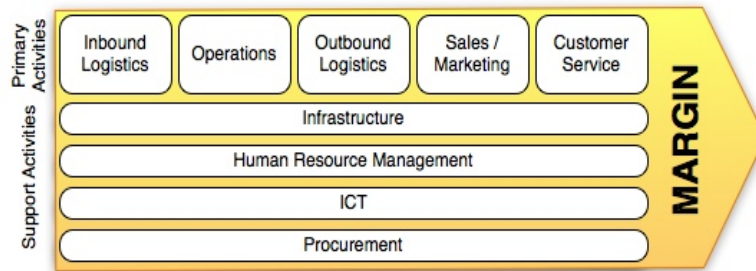 Primary
Activities
Inbound
Logistics
Operations
Outbound
Logistics
Sales /
Marketing
Customer
Service
Support Activities
Infrastructure
Human Resource Management
ICT
Procurement
MARGIN